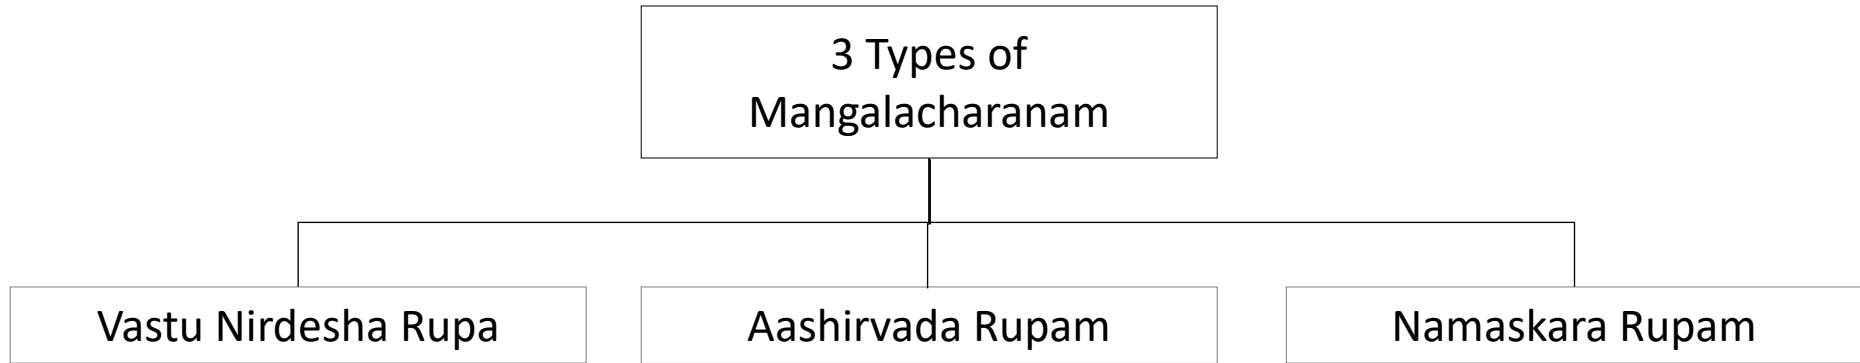 3 Types of
Mangalacharanam
Vastu Nirdesha Rupa
Aashirvada Rupam
Namaskara Rupam